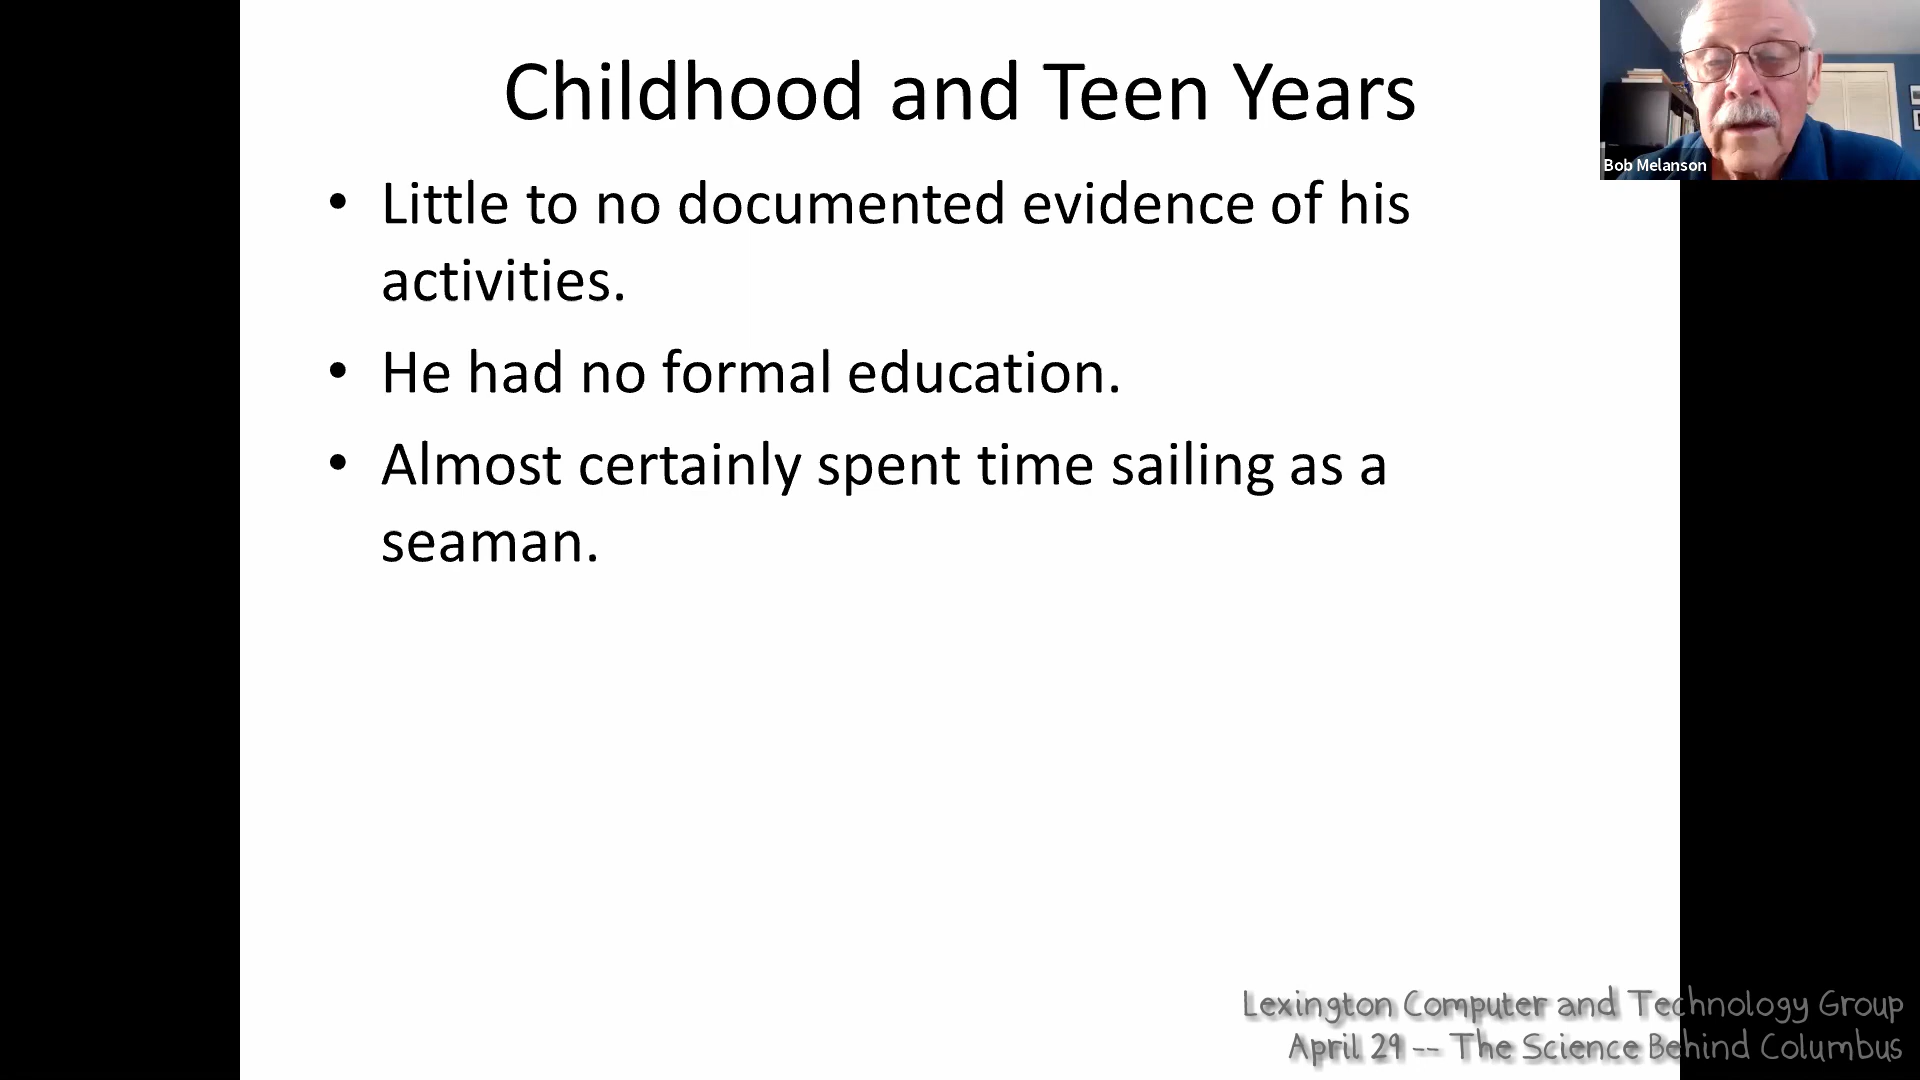 Childhood and Teen Years
• Little to no documented evidence of his
activities.
• He had no formal education.
• Almost certainly spent time sailing as a
seaman.
Bob Melanson
Lexington Computer and Technology Group
April 29 -- The Science Behind Columbus